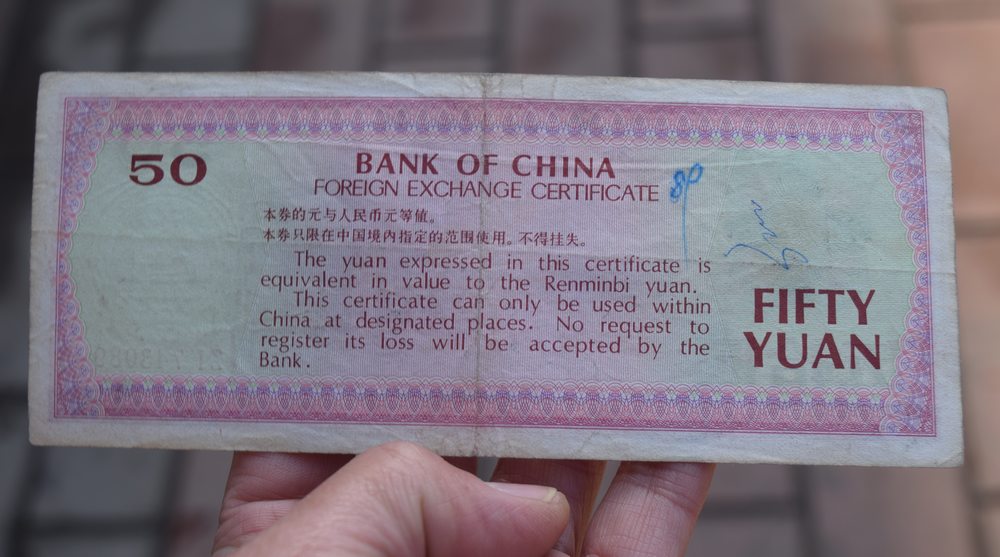 50
BANK OF CHINA
FOREIGN EXCHANGE CERTIFICATE
本券的元与人民币元等值。
本券只限在中国境内指定的范围使用。不得挂失。
The yuan expressed in this certificate is
equivalent in value to the Renminbi yuan.
This certificate can only be used within
China at designated places. No request to
register its loss will be accepted by the
Bank.
FIFTY
YUAN